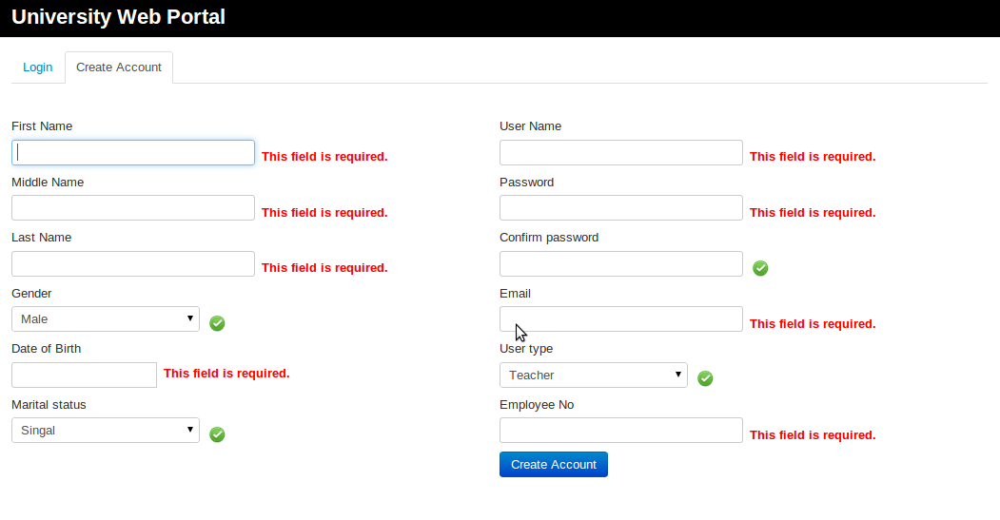 University Web Portal
Login
Create Account
First Name
This field is required.
Middle Name
This field is required.
Last Name
This field is required.
Gender
Male
Date of Birth
This field is required.
Marital status
Singal
User Name
This field is required.
Password
This field is required.
Confirm password
Email
This field is required.
User type
Teacher
Employee No
This field is required.
Create Account